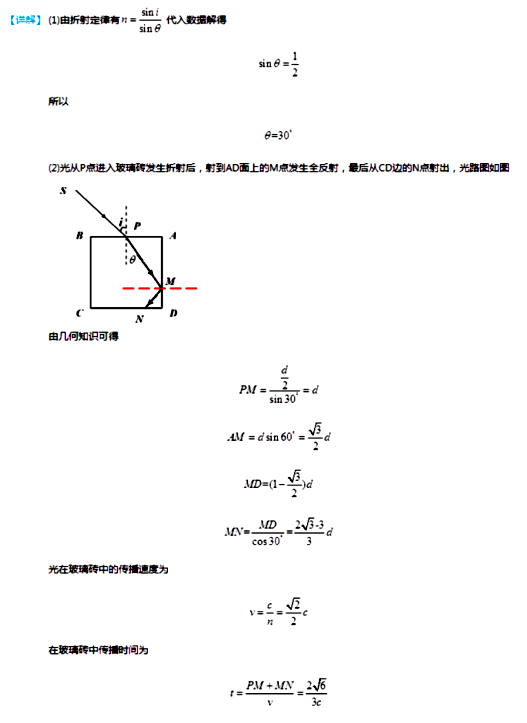 【详解】(1)由折射定律有 n = sin i / sin θ 代入数据解得
sin θ = 1/2
所以
θ=30°
(2)光从P点进入玻璃砖发生折射后，射到AD面上的M点发生全反射，最后从CD边的N点射出，光路图如图
S
i P
B A
θ
M
C N D
由几何知识可得
PM = (d/2) / sin 30° = d
AM = d sin 60° = √3/2 d
MD=(1−√3/2)d
MN= MD / cos 30° = (2√3-3)/3 d
光在玻璃砖中的传播速度为
v = c/n = √2/2 c
在玻璃砖中传播时间为
t = (PM + MN) / v = 2√6 / 3c